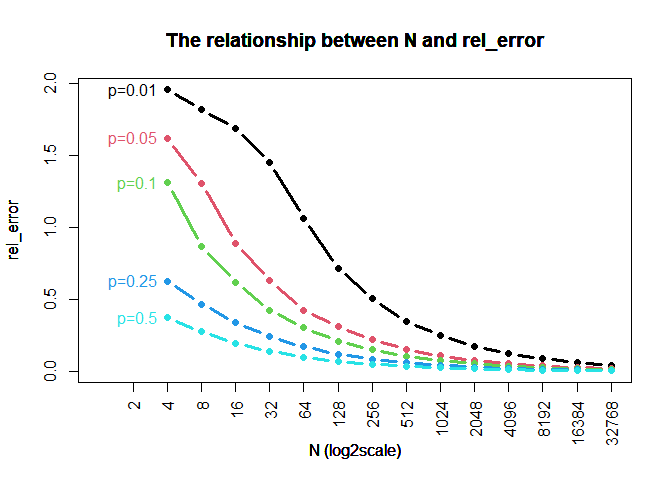 The relationship between N and rel_error
rel_error
2.0
1.5
1.0
0.5
0.0
p=0.01
p=0.05
p=0.1
p=0.25
p=0.5
2
4
8
16
32
64
128
256
512
1024
2048
4096
8192
16384
32768
N (log2scale)